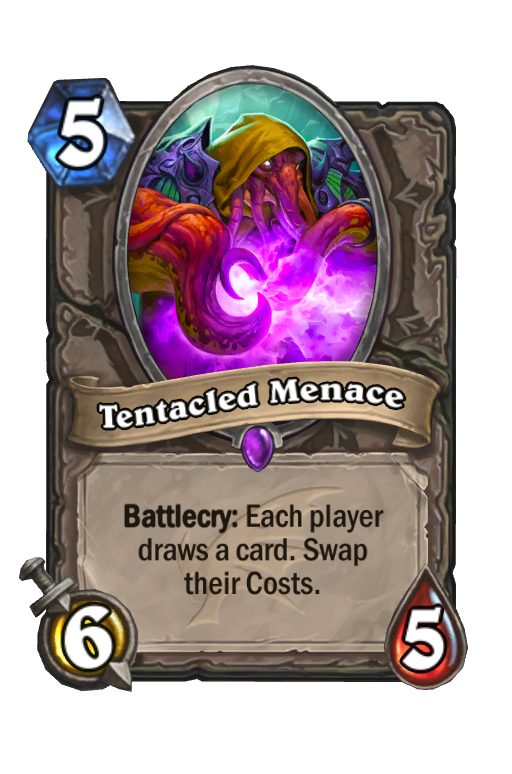 5
Tentacled Menace
Battlecry: Each player
draws a card. Swap
their Costs.
6
5